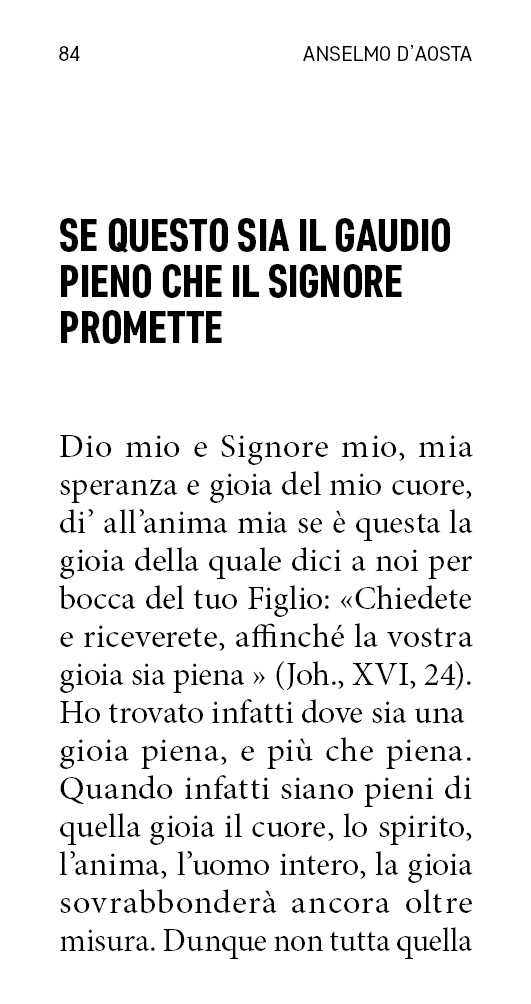 84 ANSELMO D'AOSTA
SE QUESTO SIA IL GAUDIO
PIENO CHE IL SIGNORE
PROMETTE
Dio mio e Signore mio, mia
speranza e gioia del mio cuore,
di’ all’anima mia se è questa la
gioia della quale dici a noi per
bocca del tuo Figlio: «Chiedete
e riceverete, affinché la vostra
gioia sia piena » (Joh., XVI, 24).
Ho trovato infatti dove sia una
gioia piena, e più che piena.
Quando infatti siano pieni di
quella gioia il cuore, lo spirito,
l’anima, l’uomo intero, la gioia
sovrabbonderà ancora oltre
misura. Dunque non tutta quella